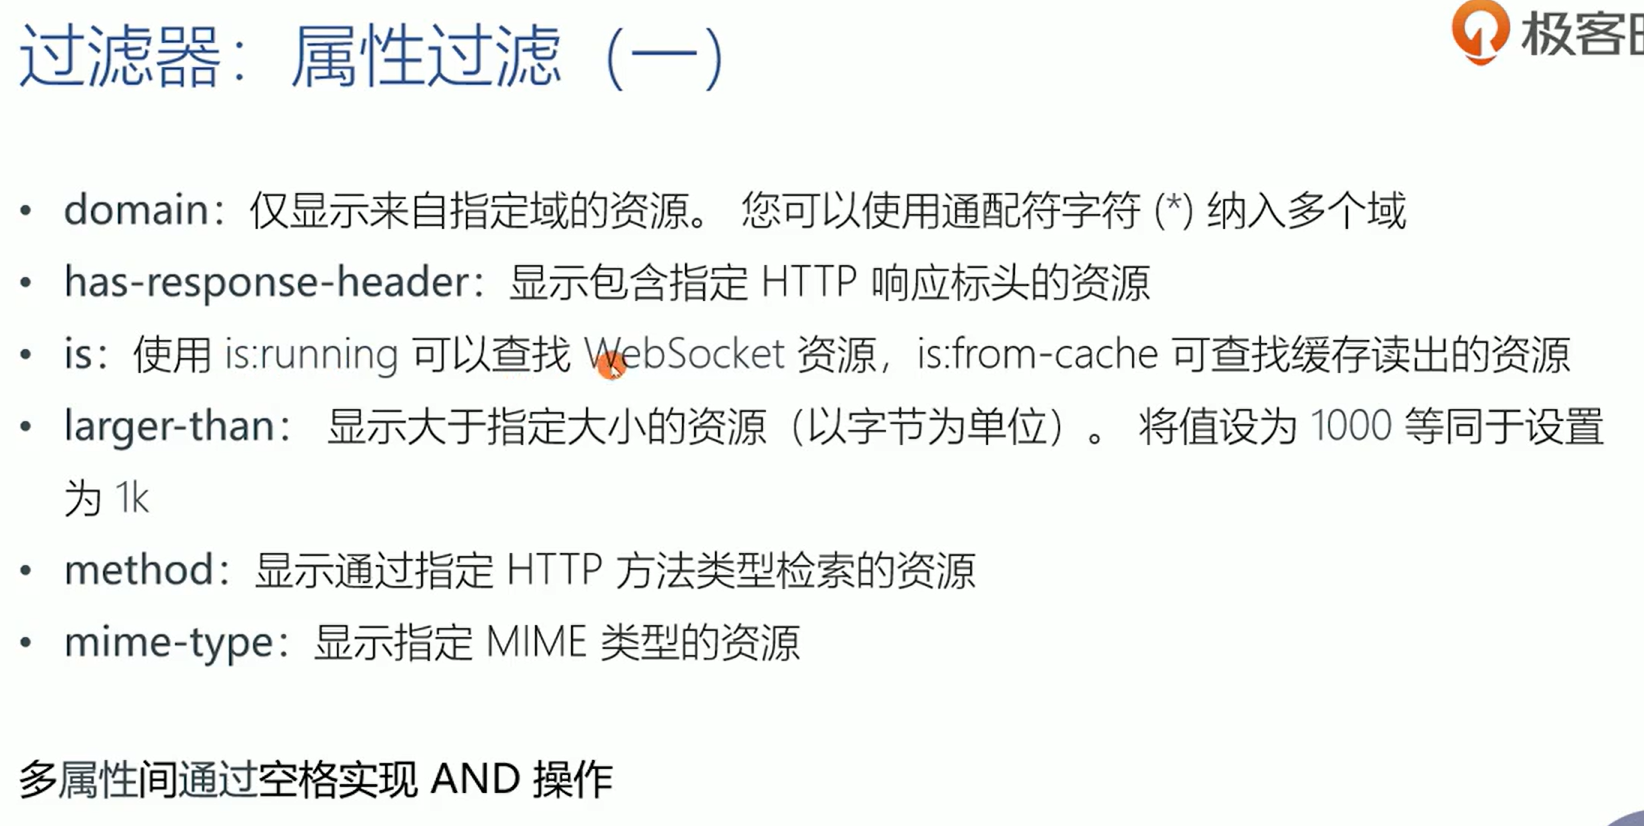 过滤器：属性过滤（一）
极客
• domain：仅显示来自指定域的资源。 您可以使用通配符字符 (*) 纳入多个域
• has-response-header：显示包含指定 HTTP 响应标头的资源
• is：使用 is:running 可以查找 WebSocket 资源，is:from-cache 可查找缓存读出的资源
• larger-than： 显示大于指定大小的资源（以字节为单位）。 将值设为 1000 等同于设置
为 1k
• method：显示通过指定 HTTP 方法类型检索的资源
• mime-type：显示指定 MIME 类型的资源
多属性间通过空格实现 AND 操作